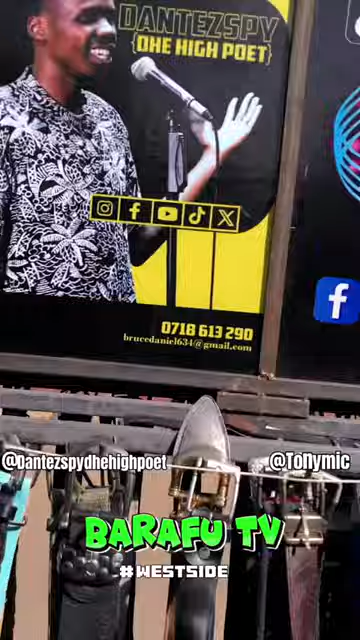 DANTEZSPY
{DHE HIGH POET}
0718 613 290
brucedaniel634@gmail.com
@Dantezspydhehighpoet
@Tonymic
BARAFU TV
#WESTSIDE